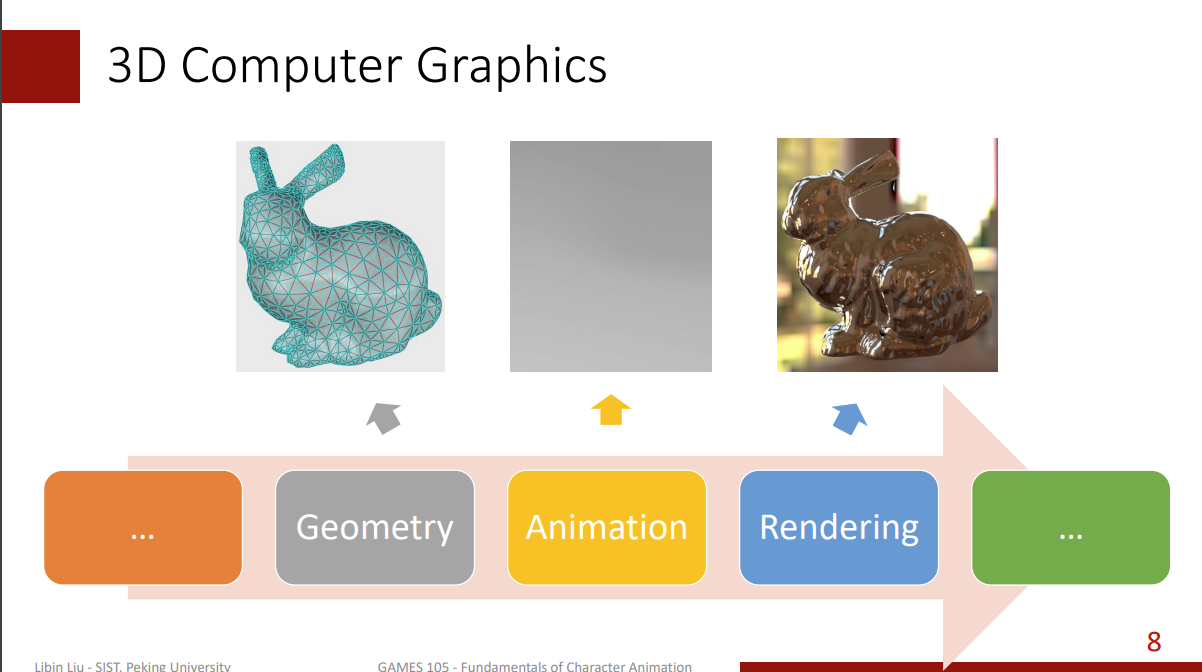 3D Computer Graphics
...
Geometry
Animation
Rendering
...
8
Libin Liu - SIST, Peking University
GAMES 105 - Fundamentals of Character Animation